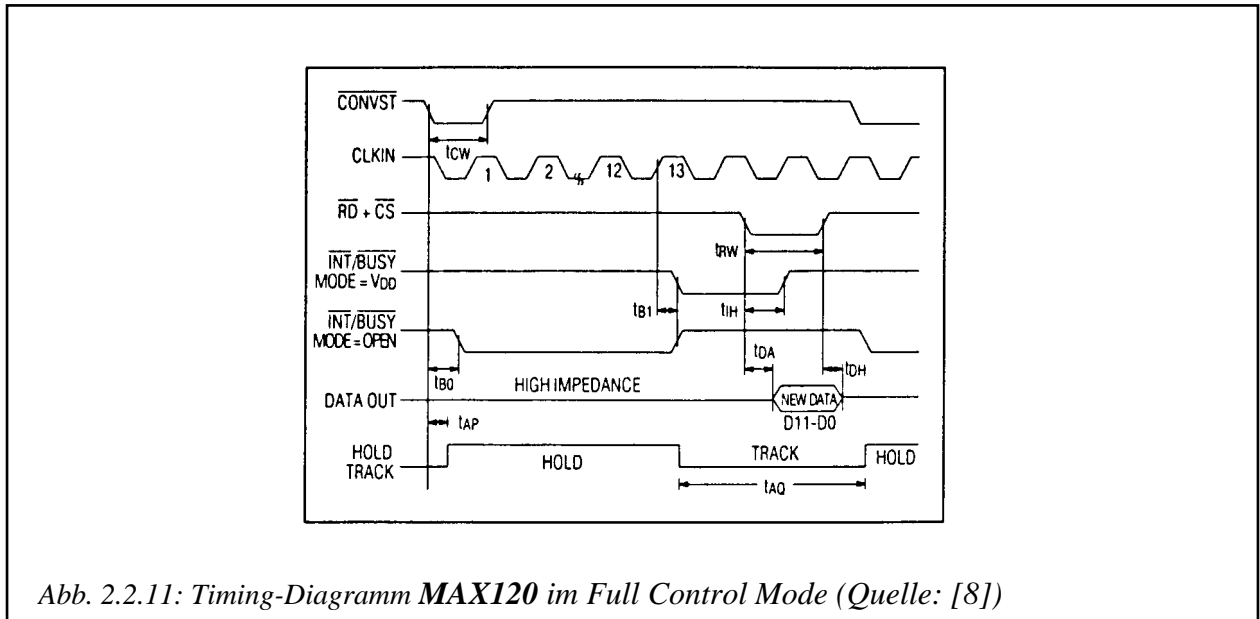 CONVST
tCW
CLKIN
1 2 12 13
RD + CS
tRW
INT/BUSY
MODE = VDD
tB1 tIH
INT/BUSY
MODE = OPEN
tDA tDH
tB0
HIGH IMPEDANCE
DATA OUT NEW DATA
D11-D0
tAP
HOLD
TRACK
HOLD TRACK HOLD
tAQ
Abb. 2.2.11: Timing-Diagramm MAX120 im Full Control Mode (Quelle: [8])